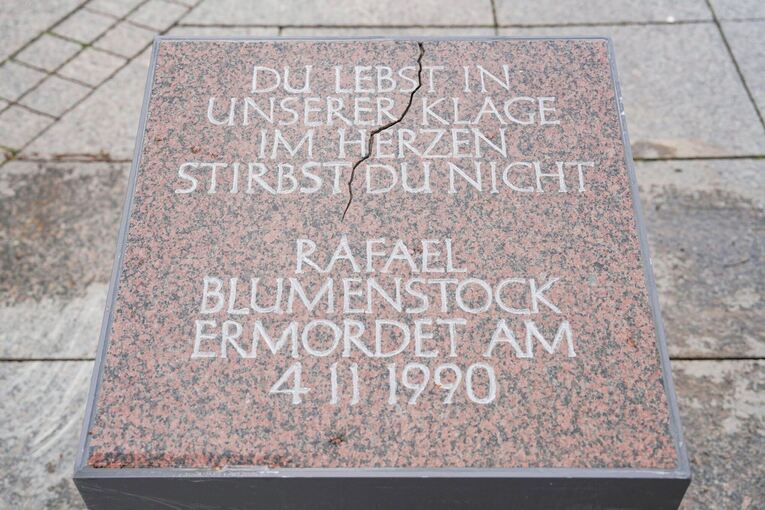 DU LEBST IN
UNSERER KLAGE
IM HERZEN
STIRBST DU NICHT
RAFAEL
BLUMENSTOCK
ERMORDET AM
4 11 1990